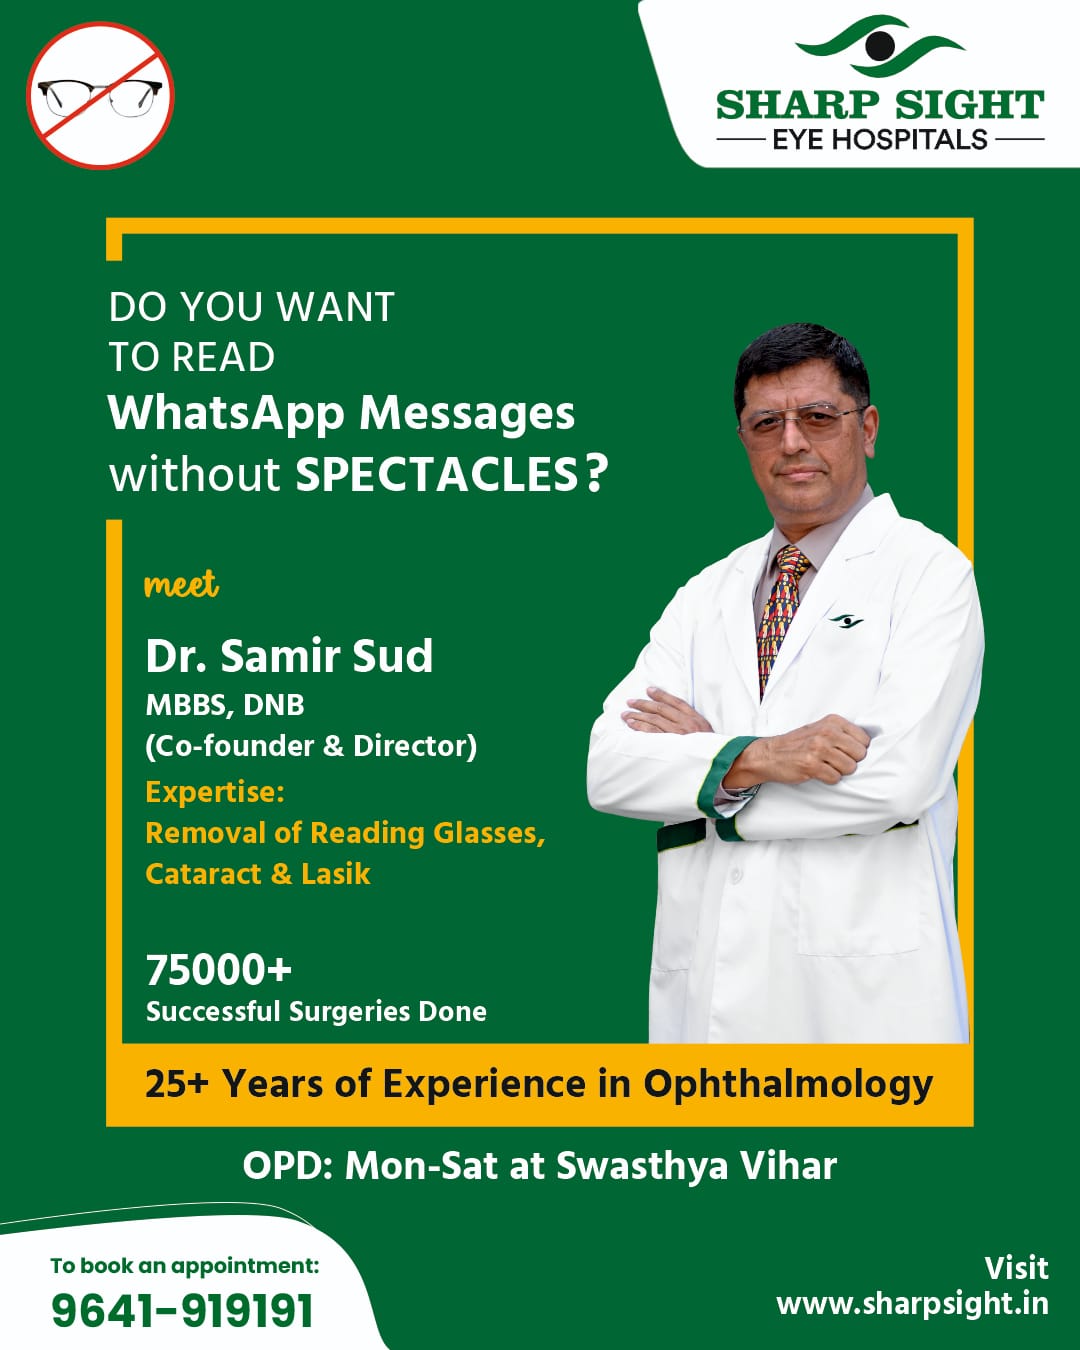 SHARP SIGHT
EYE HOSPITALS
DO YOU WANT
TO READ
WhatsApp Messages
without SPECTACLES?
meet
Dr. Samir Sud
MBBS, DNB
(Co-founder & Director)
Expertise:
Removal of Reading Glasses,
Cataract & Lasik
75000+
Successful Surgeries Done
25+ Years of Experience in Ophthalmology
OPD: Mon-Sat at Swasthya Vihar
To book an appointment:
9641-919191
Visit
www.sharpsight.in